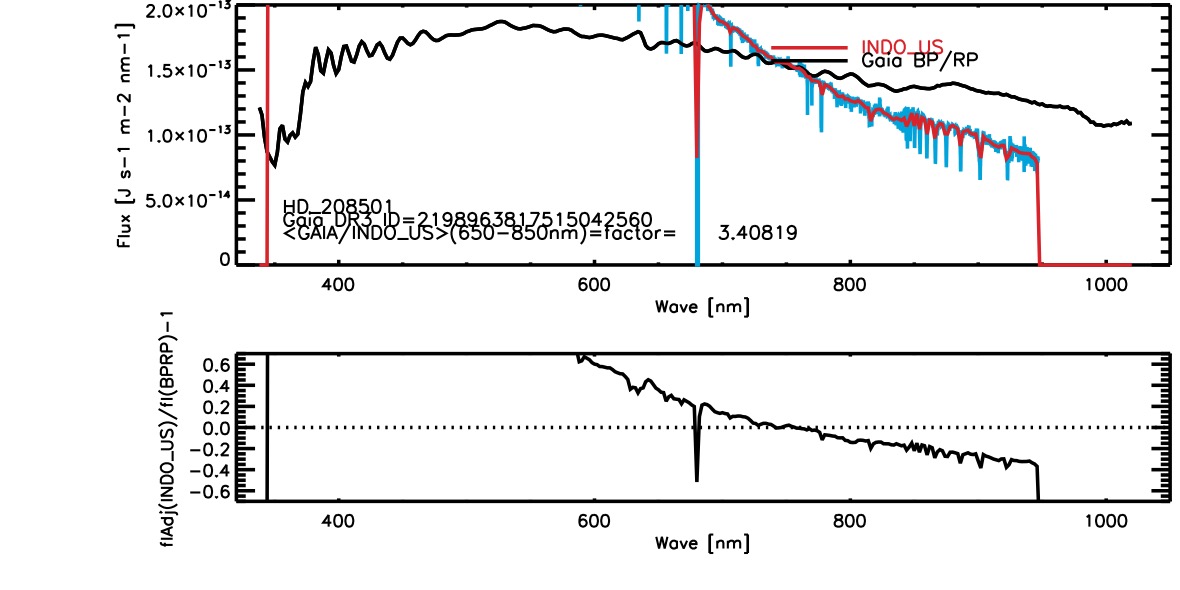 2.0×10−13
1.5×10−13
1.0×10−13
5.0×10−14
0
Flux [J s−1 m−2 nm−1]
INDO_US
Gaia BP/RP
HD_208501
Gaia DR3 ID=2198963817515042560
<GAIA/INDO_US>(650−850nm)=factor= 3.40819
400 600 800 1000
Wave [nm]
0.6
0.4
0.2
0.0
−0.2
−0.4
−0.6
flAdj(INDO_US)/fl(BPRP)−1
400 600 800 1000
Wave [nm]